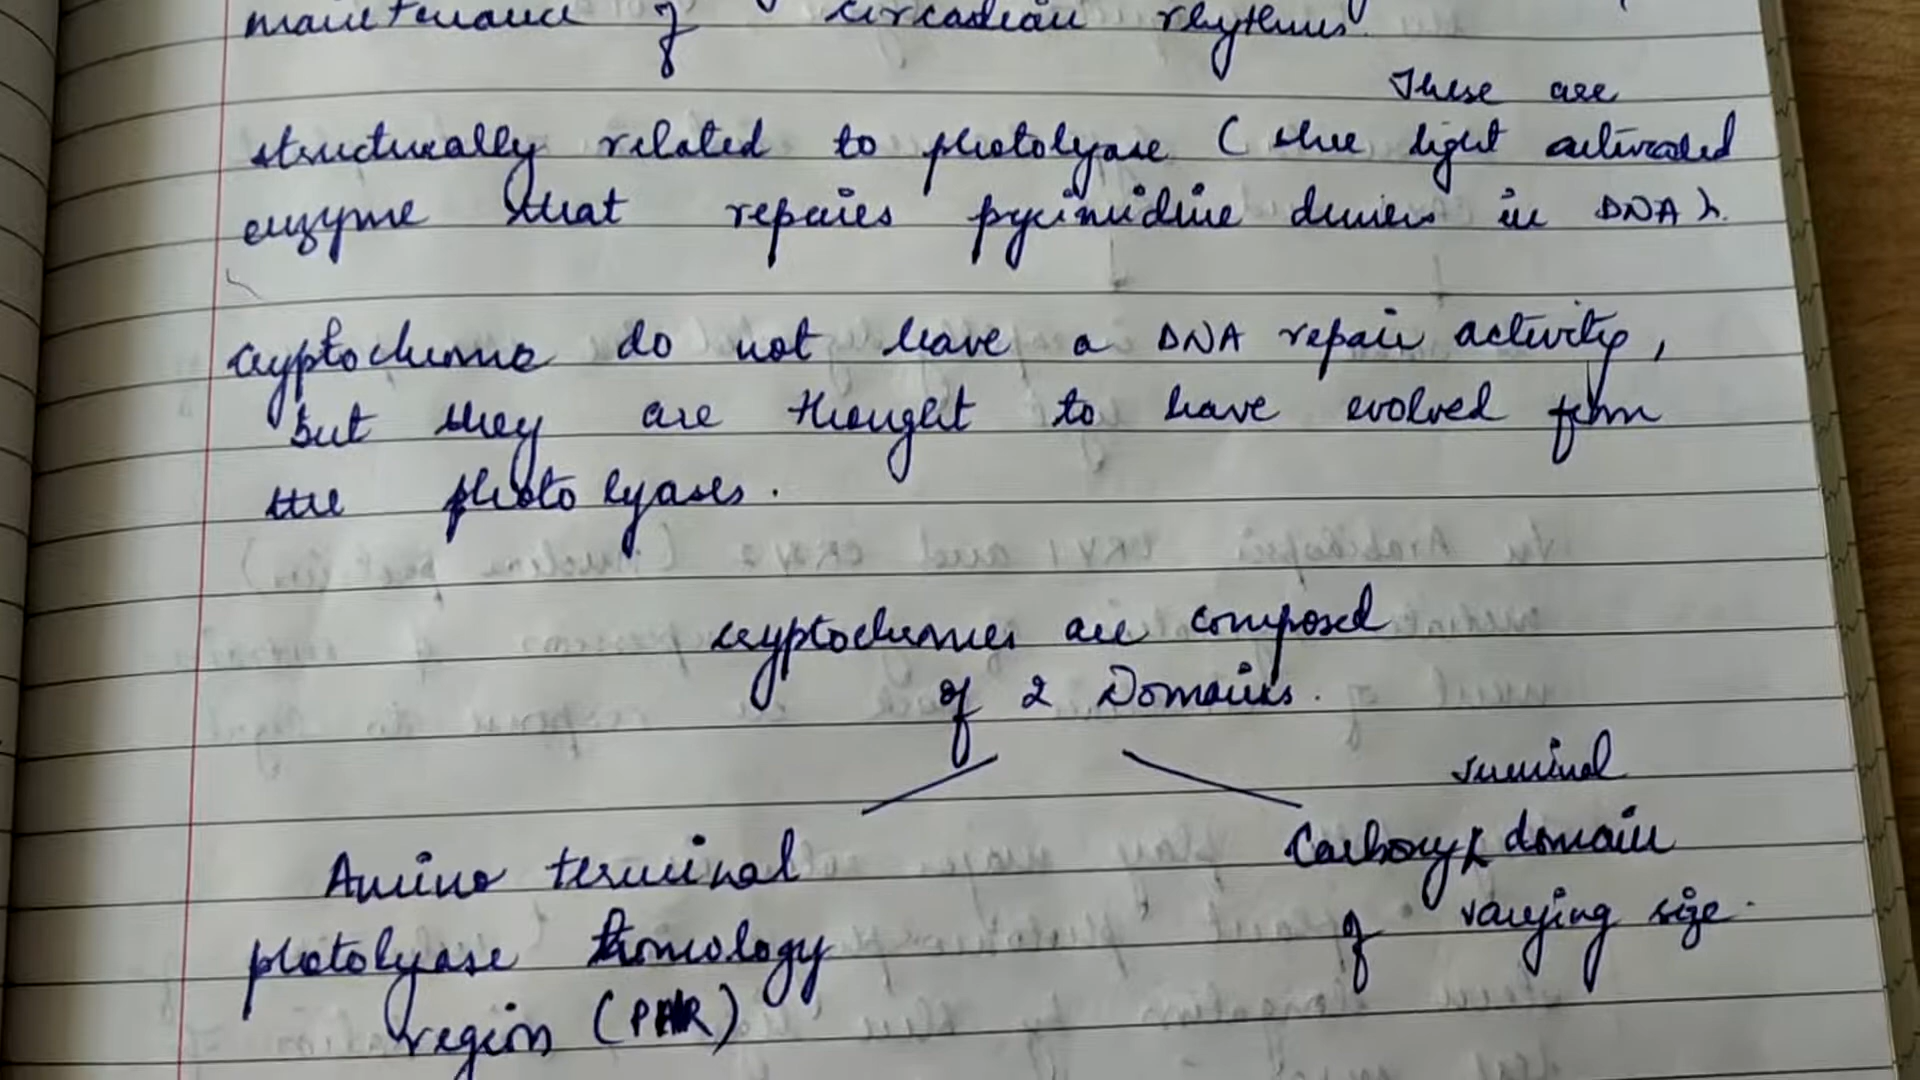 maintenance of circadian rhythms.
These are
structurally related to photolyase ( blue light activated
enzyme that repairs pyrimidine dimers in DNA ).
cryptochrome do not have a DNA repair activity,
but they are thought to have evolved from
the photolyases.
cryptochromes are composed
of 2 Domains.
terminal
Carboxy domain
of varying size.
Amino terminal
photolyase homology
region (PHR)